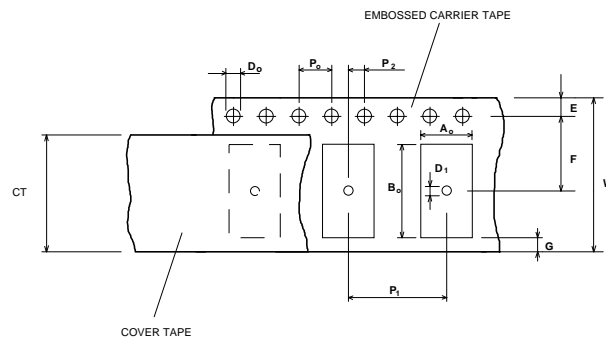 EMBOSSED CARRIER TAPE
Do Po P2
E
Ao
F
D1
CT Bo W
G
P1
COVER TAPE